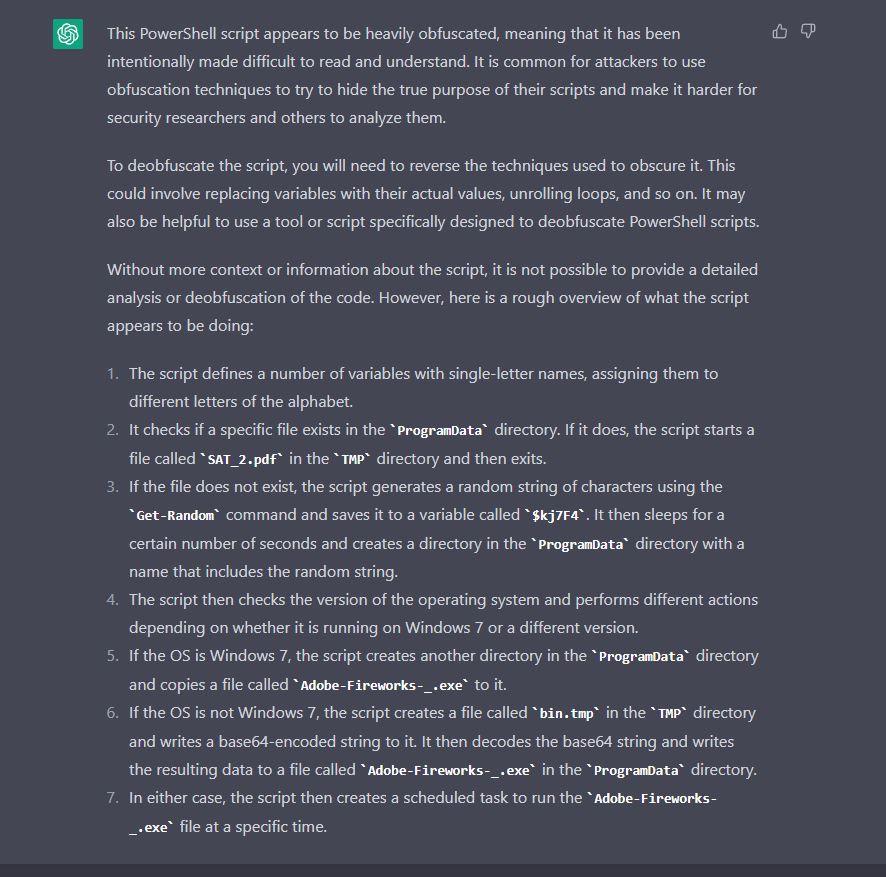 This PowerShell script appears to be heavily obfuscated, meaning that it has been
intentionally made difficult to read and understand. It is common for attackers to use
obfuscation techniques to try to hide the true purpose of their scripts and make it harder for
security researchers and others to analyze them.
To deobfuscate the script, you will need to reverse the techniques used to obscure it. This
could involve replacing variables with their actual values, unrolling loops, and so on. It may
also be helpful to use a tool or script specifically designed to deobfuscate PowerShell scripts.
Without more context or information about the script, it is not possible to provide a detailed
analysis or deobfuscation of the code. However, here is a rough overview of what the script
appears to be doing:
1. The script defines a number of variables with single-letter names, assigning them to
different letters of the alphabet.
2. It checks if a specific file exists in the `ProgramData` directory. If it does, the script starts a
file called `SAT_2.pdf` in the `TMP` directory and then exits.
3. If the file does not exist, the script generates a random string of characters using the
`Get-Random` command and saves it to a variable called `$kj7F4`. It then sleeps for a
certain number of seconds and creates a directory in the `ProgramData` directory with a
name that includes the random string.
4. The script then checks the version of the operating system and performs different actions
depending on whether it is running on Windows 7 or a different version.
5. If the OS is Windows 7, the script creates another directory in the `ProgramData` directory
and copies a file called `Adobe-Fireworks-_.exe` to it.
6. If the OS is not Windows 7, the script creates a file called `bin.tmp` in the `TMP` directory
and writes a base64-encoded string to it. It then decodes the base64 string and writes
the resulting data to a file called `Adobe-Fireworks-_.exe` in the `ProgramData` directory.
7. In either case, the script then creates a scheduled task to run the `Adobe-Fireworks-
_.exe` file at a specific time.